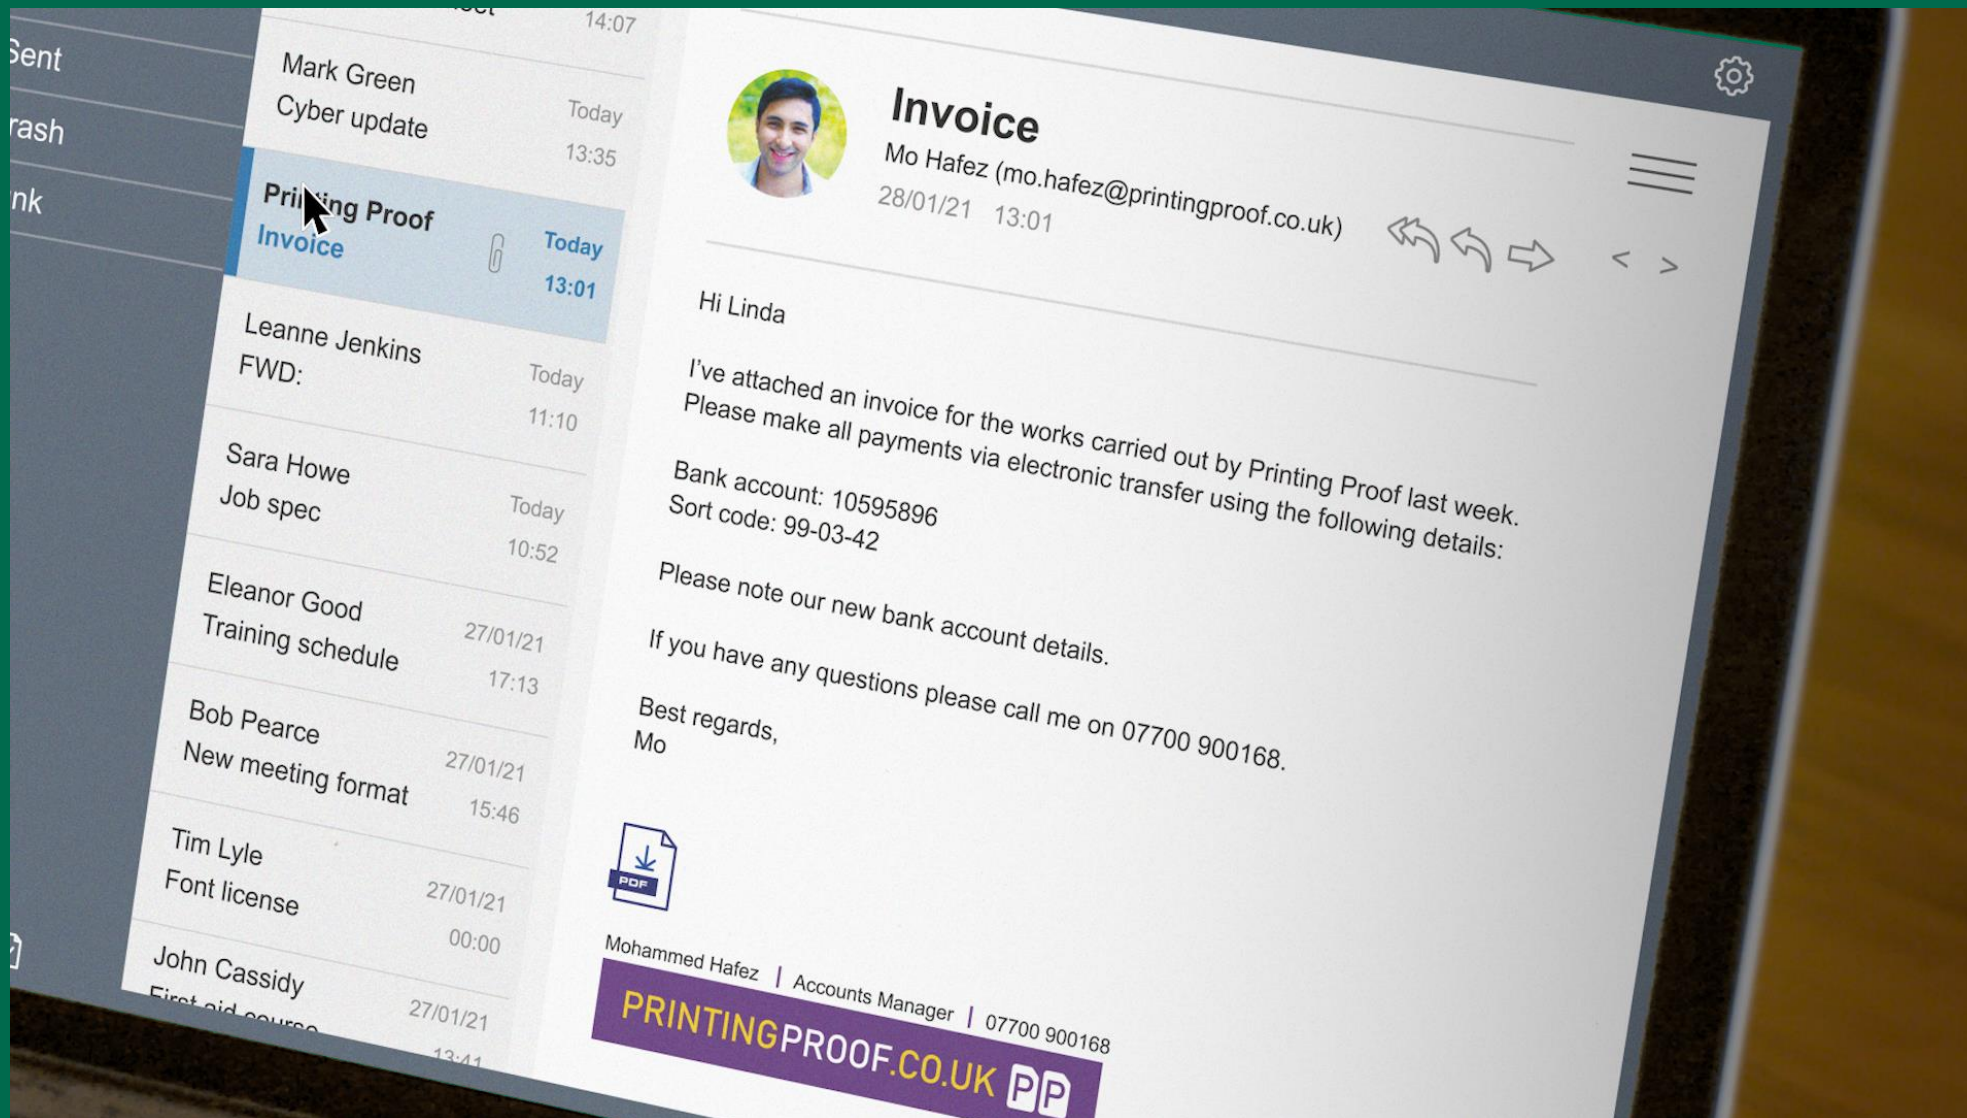 Sent
14:07
Mark Green
Today
Cyber update
13:35
Printing Proof
Today
Invoice
13:01
Leanne Jenkins
Today
FWD:
11:10
Sara Howe
Today
Job spec
10:52
Eleanor Good
27/01/21
Training schedule
17:13
Bob Pearce
27/01/21
New meeting format
15:46
Tim Lyle
27/01/21
Font license
00:00
John Cassidy
27/01/21
First aid course
13:41
Invoice
Mo Hafez (mo.hafez@printingproof.co.uk)
28/01/21 13:01
< >
Hi Linda
I've attached an invoice for the works carried out by Printing Proof last week.
Please make all payments via electronic transfer using the following details:
Bank account: 10595896
Sort code: 99-03-42
Please note our new bank account details.
If you have any questions please call me on 07700 900168.
Best regards,
Mo
PDF
Mohammed Hafez | Accounts Manager | 07700 900168
PRINTINGPROOF.CO.UK PP